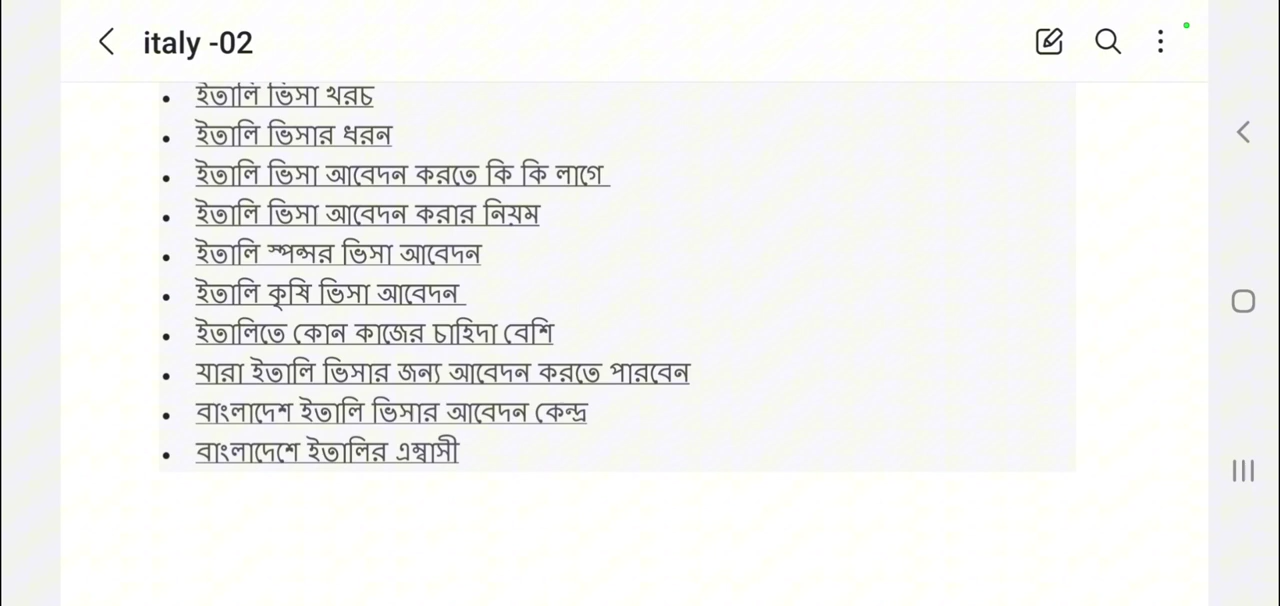 italy -02
ইতালি ভিসা খরচ
ইতালি ভিসার ধরন
ইতালি ভিসা আবেদন করতে কি কি লাগে
ইতালি ভিসা আবেদন করার নিয়ম
ইতালি স্পন্সর ভিসা আবেদন
ইতালি কৃষি ভিসা আবেদন
ইতালিতে কোন কাজের চাহিদা বেশি
যারা ইতালি ভিসার জন্য আবেদন করতে পারবেন
বাংলাদেশ ইতালি ভিসার আবেদন কেন্দ্র
বাংলাদেশে ইতালির এম্বাসী